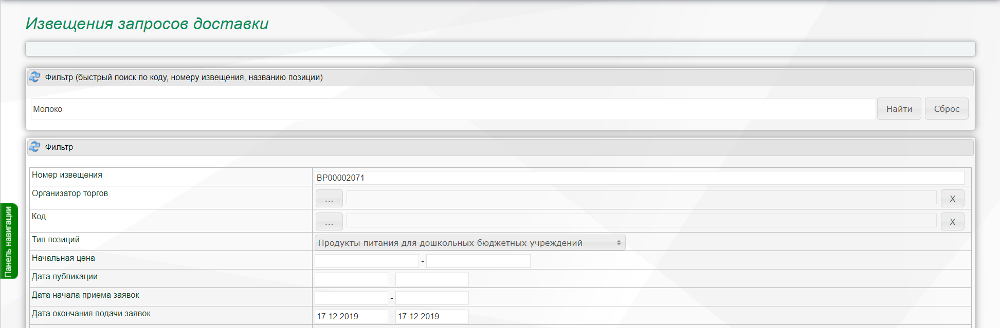 Извещения запросов доставки
Фильтр (быстрый поиск по коду, номеру извещения, названию позиции)
Молоко Найти Сброс
Фильтр
Номер извещения BP00002071
Организатор торгов ... X
Код ... X
Тип позиций Продукты питания для дошкольных бюджетных учреждений
Начальная цена -
Дата публикации -
Дата начала приема заявок -
Дата окончания подачи заявок 17.12.2019 - 17.12.2019
Панель навигации